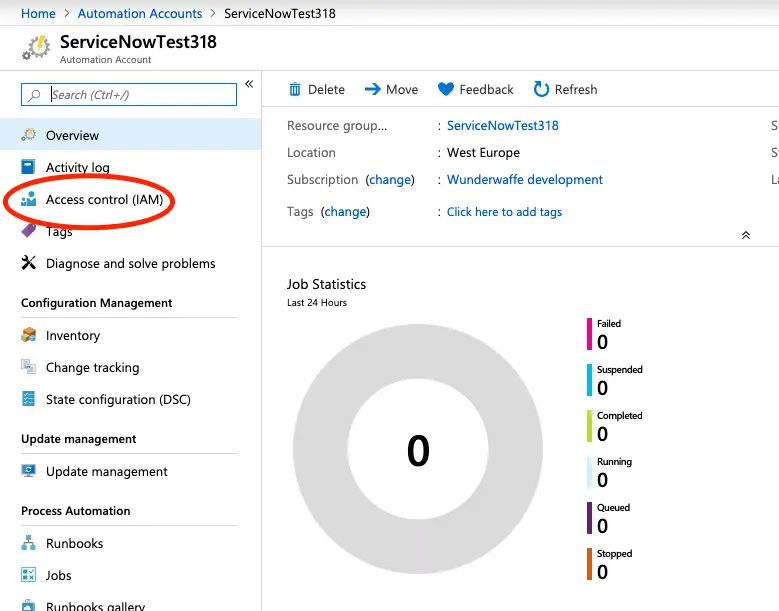 Home > Automation Accounts > ServiceNowTest318
ServiceNowTest318
Automation Account
Search (Ctrl+/)
«
Overview
Activity log
Access control (IAM)
Tags
Diagnose and solve problems
Configuration Management
Inventory
Change tracking
State configuration (DSC)
Update management
Update management
Process Automation
Runbooks
Jobs
Runbooks gallery
Delete Move Feedback Refresh
Resource group... : ServiceNowTest318
Location : West Europe
Subscription (change) : Wunderwaffe development
Tags (change) : Click here to add tags
Job Statistics
Last 24 Hours
0
Failed
0
Suspended
0
Completed
0
Running
0
Queued
0
Stopped
0